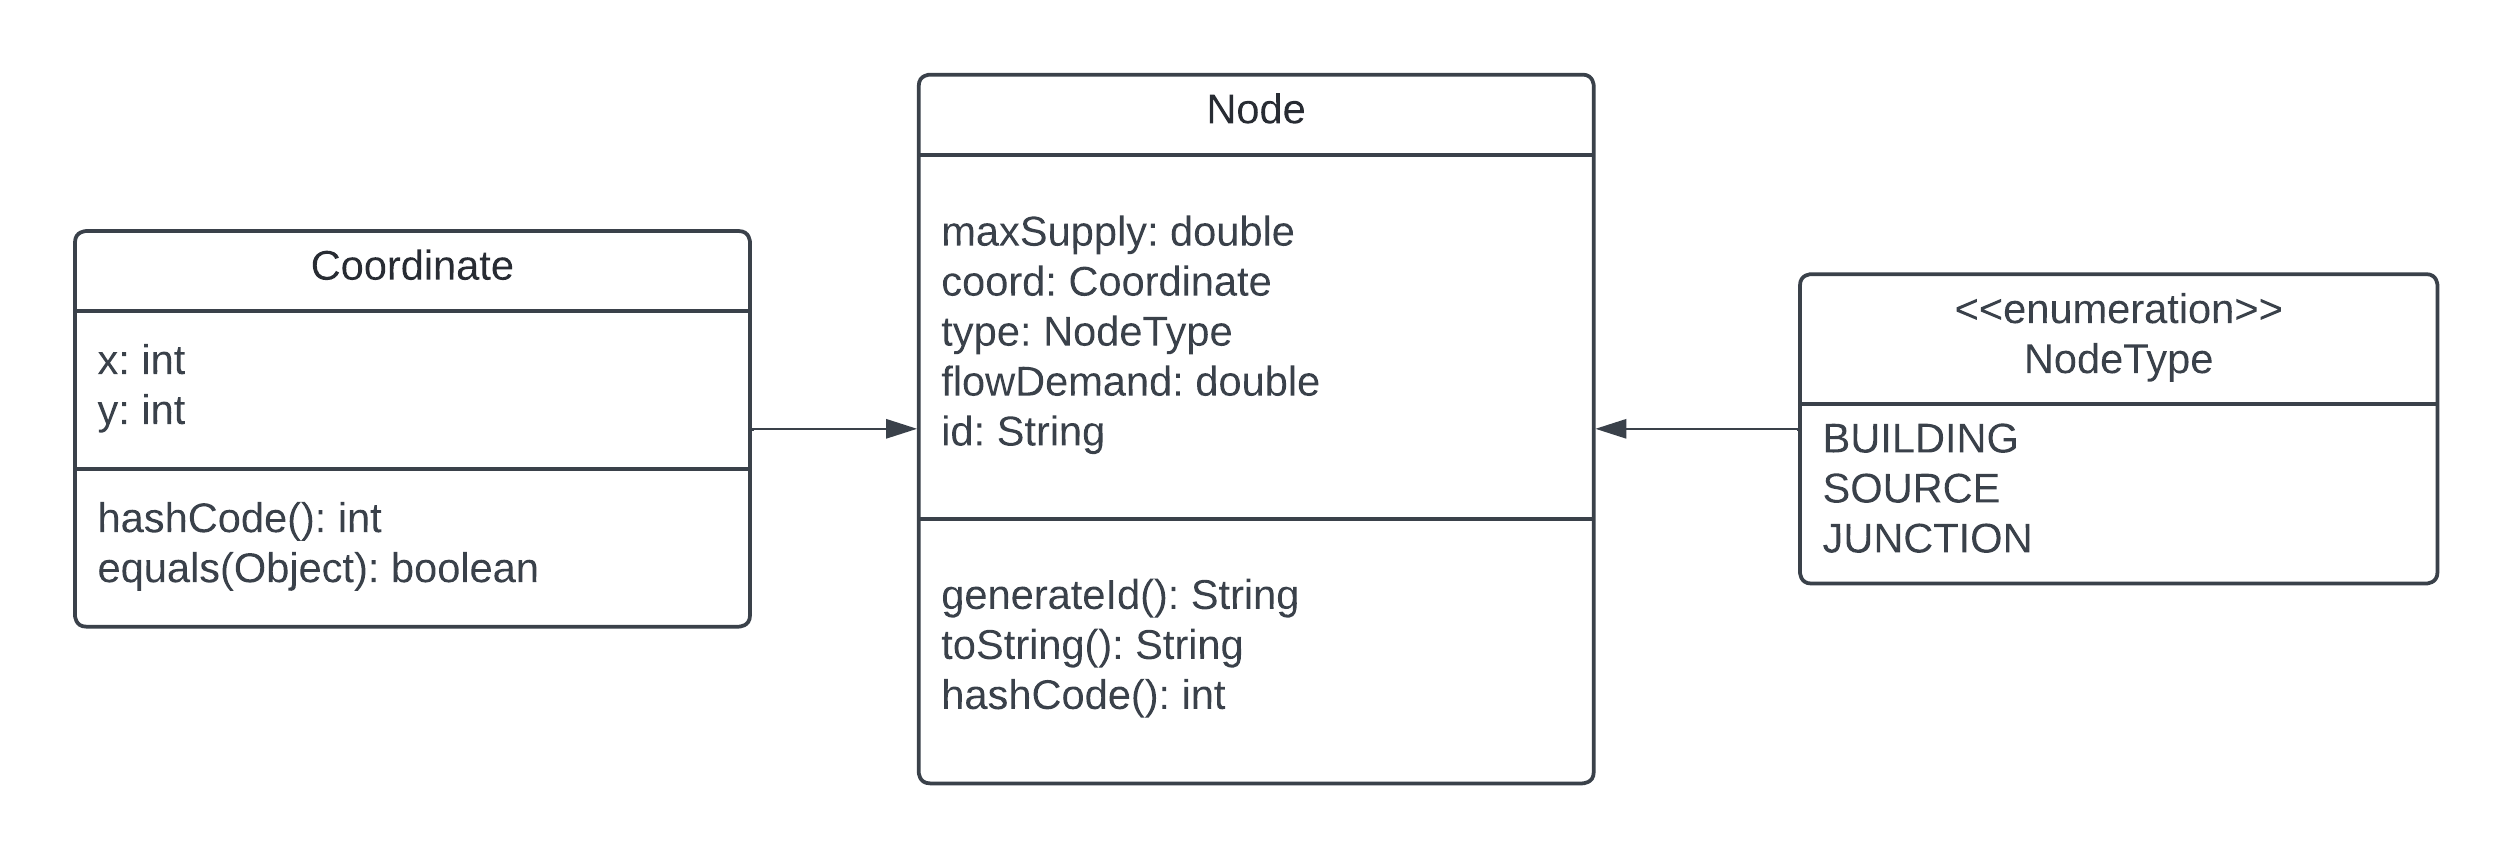 Coordinate
x: int
y: int
hashCode(): int
equals(Object): boolean
Node
maxSupply: double
coord: Coordinate
type: NodeType
flowDemand: double
id: String
generateId(): String
toString(): String
hashCode(): int
<<enumeration>>
NodeType
BUILDING
SOURCE
JUNCTION